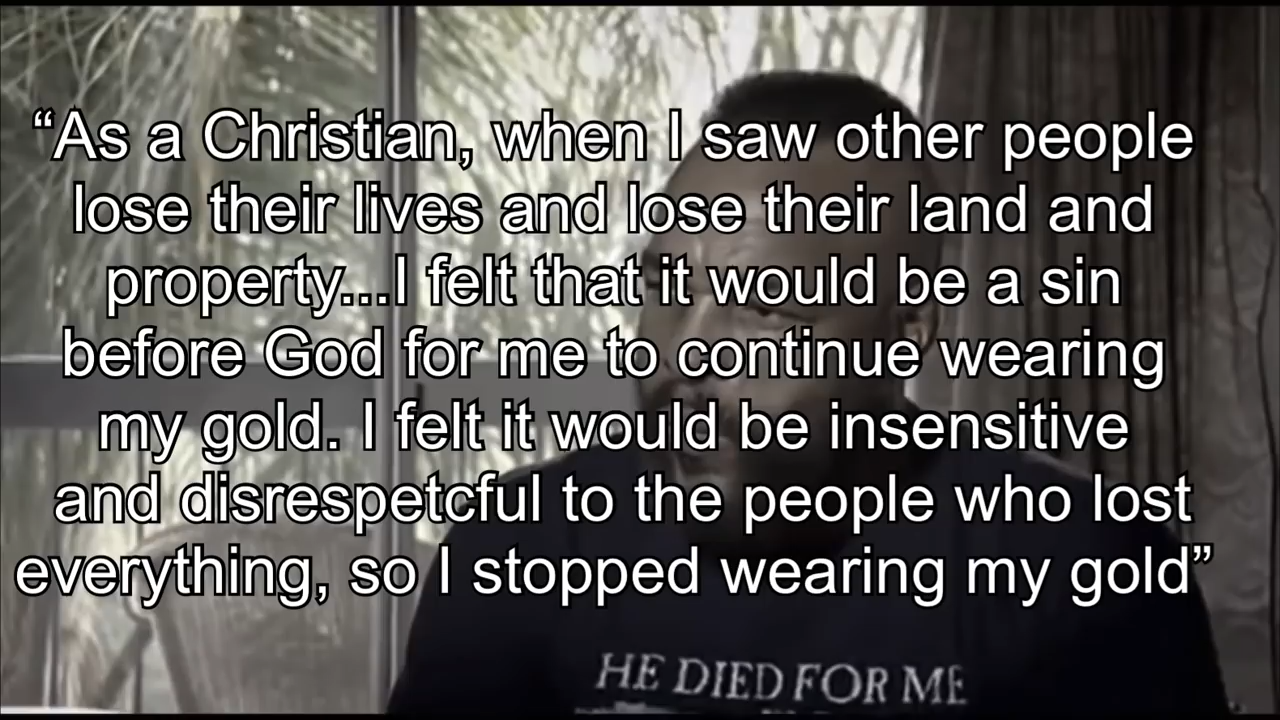 “As a Christian, when I saw other people
lose their lives and lose their land and
property...I felt that it would be a sin
before God for me to continue wearing
my gold. I felt it would be insensitive
and disrespetcful to the people who lost
everything, so I stopped wearing my gold”
HE DIED FOR ME